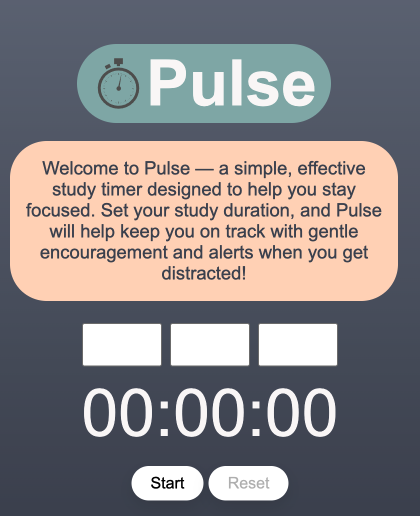 Pulse
Welcome to Pulse — a simple, effective
study timer designed to help you stay
focused. Set your study duration, and Pulse
will help keep you on track with gentle
encouragement and alerts when you get
distracted!
00:00:00
Start Reset